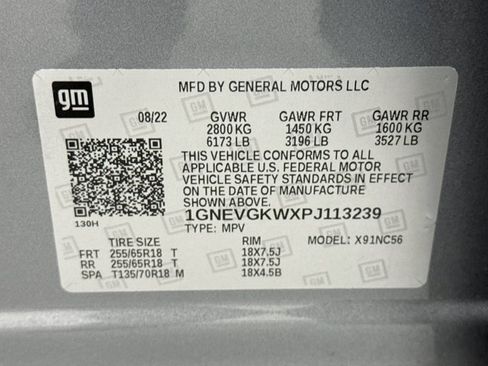 gm
MFD BY GENERAL MOTORS LLC
08/22 GVWR GAWR FRT GAWR RR
2800 KG 1450 KG 1600 KG
6173 LB 3196 LB 3527 LB
THIS VEHICLE CONFORMS TO ALL
APPLICABLE U.S. FEDERAL MOTOR
VEHICLE SAFETY STANDARDS IN EFFECT
ON THE DATE OF MANUFACTURE
SHOWN ABOVE.
1GNEVGKWXPJ113239
130H
TYPE: MPV
TIRE SIZE RIM MODEL: X91NC56
FRT 255/65R18 T 18X7.5J
RR 255/65R18 T 18X7.5J
SPA T135/70R18 M 18X4.5B